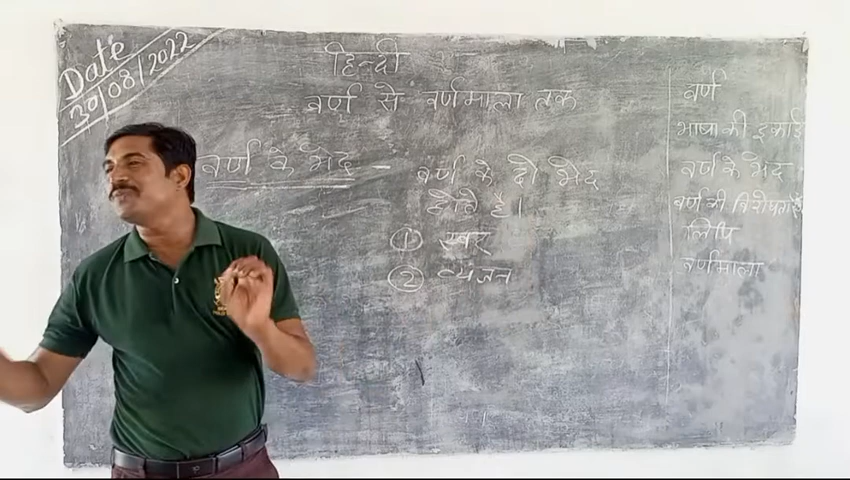 Date
30/08/2022
हिन्दी
वर्ण से वर्णमाला तक
वर्ण के भेद - वर्ण के दो भेद
होते है।
① स्वर
② व्यंजन
वर्ण
भाषा की इकाई
वर्ण के भेद
वर्ण की विशेषताएँ
लिपि
वर्णमाला